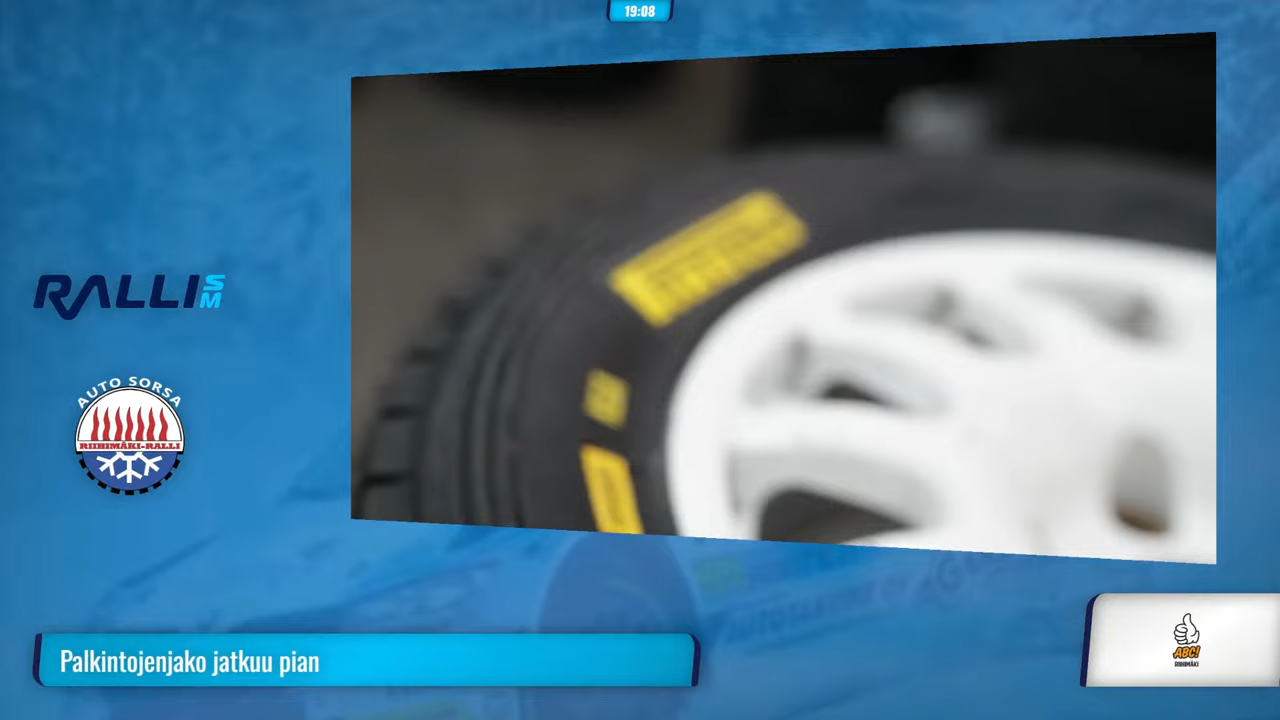 19:08
RALLI SM
AUTO SORSA
RIIHIMÄKI-RALLI
Palkintojenjako jatkuu pian
ABC!
RIIHIMÄKI